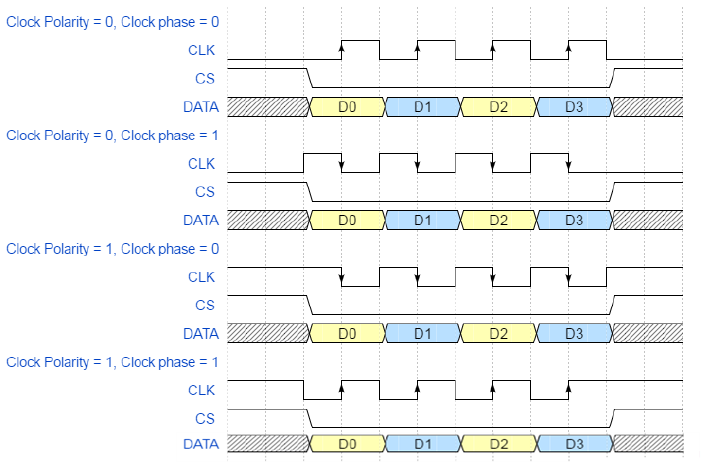 Clock Polarity = 0, Clock phase = 0
CLK
CS
DATA D0 D1 D2 D3
Clock Polarity = 0, Clock phase = 1
CLK
CS
DATA D0 D1 D2 D3
Clock Polarity = 1, Clock phase = 0
CLK
CS
DATA D0 D1 D2 D3
Clock Polarity = 1, Clock phase = 1
CLK
CS
DATA D0 D1 D2 D3